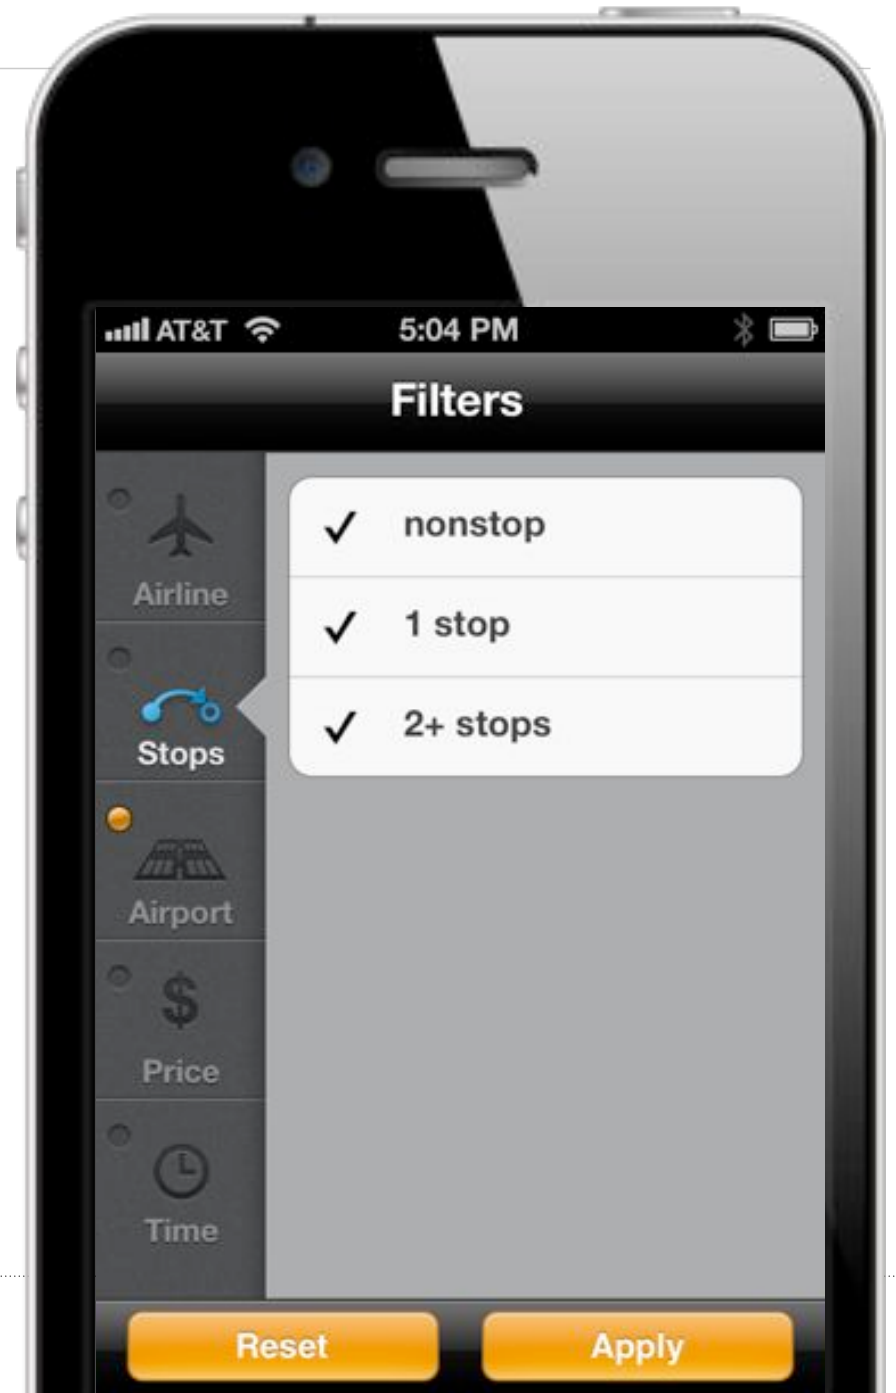 AT&T 5:04 PM
Filters
Airline
nonstop
1 stop
2+ stops
Stops
Airport
$
Price
Time
Reset Apply